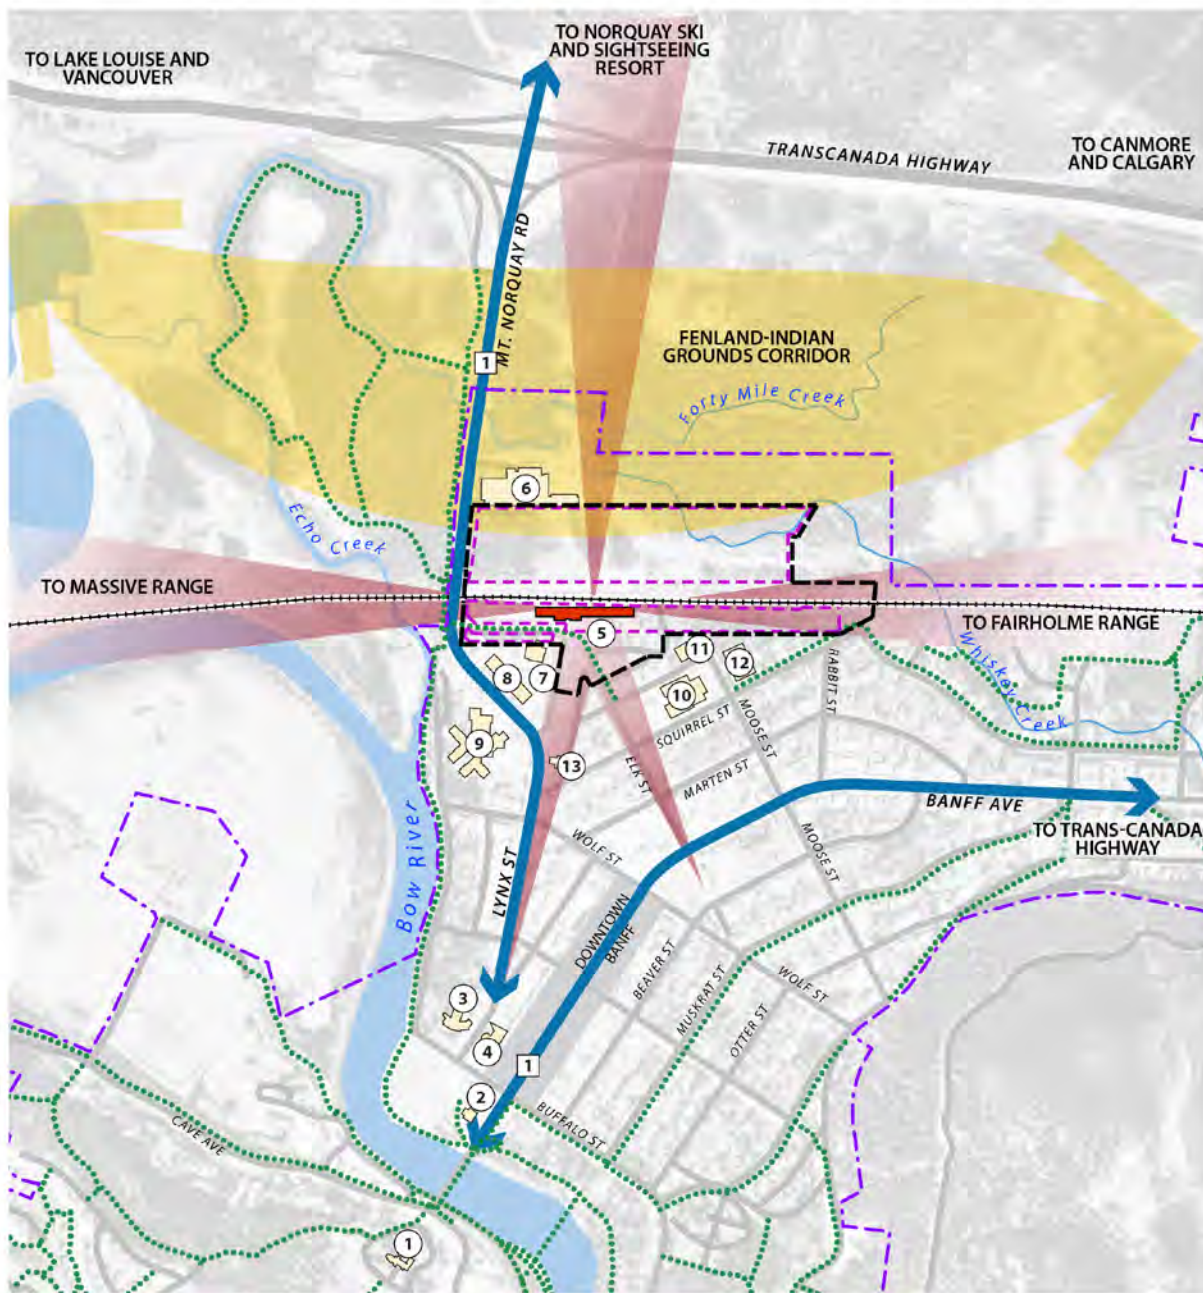 TO NORQUAY SKI
AND SIGHTSEEING
RESORT
TO LAKE LOUISE AND
VANCOUVER
TRANSCANADA HIGHWAY
TO CANMORE
AND CALGARY
MT. NORQUAY RD
1
FENLAND-INDIAN
GROUNDS CORRIDOR
Forty Mile Creek
6
Echo Creek
TO MASSIVE RANGE
5
TO FAIRHOLME RANGE
Whiskey Creek
11
12
8
7
10
RABBIT ST
SQUIRREL ST
MOOSE ST
9
13
ELK ST
MARTEN ST
BANFF AVE
TO TRANS-CANADA
HIGHWAY
WOLF ST
MOOSE ST
Bow River
LYNX ST
DOWNTOWN
BANFF
BEAVER ST
MUSKRAT ST
WOLF ST
OTTER ST
3
4
1
2
BUFFALO ST
CAVE AVE
1